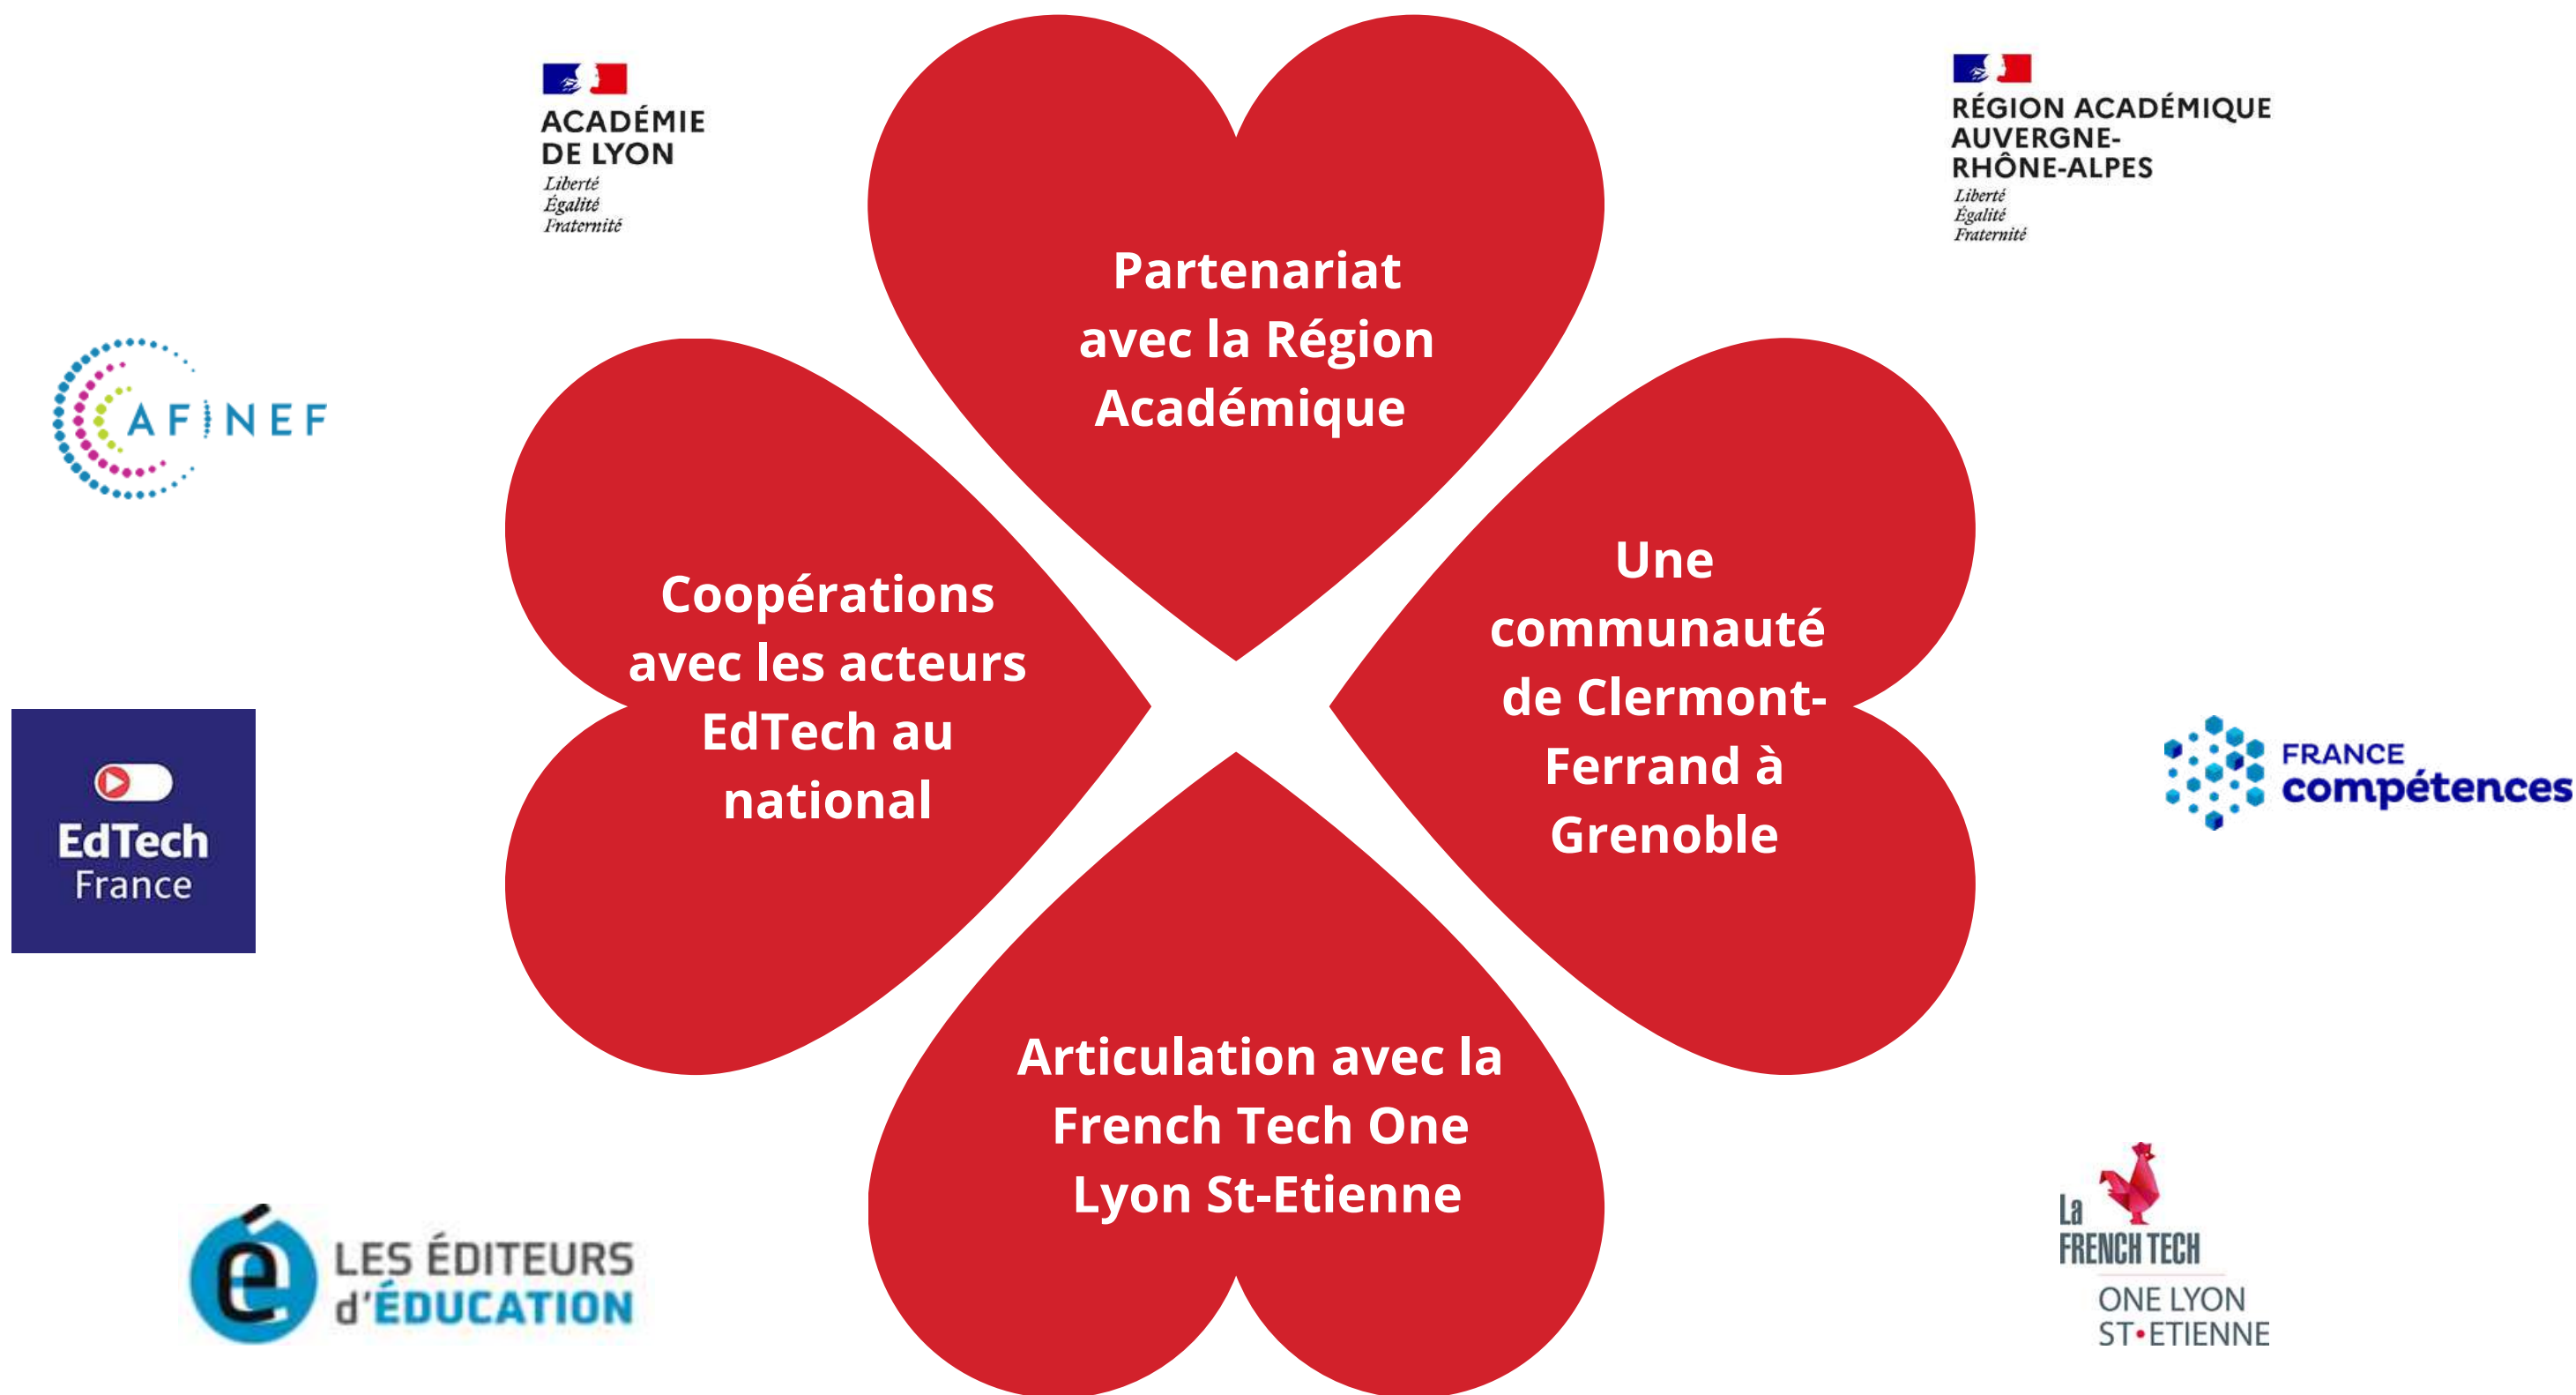 ACADÉMIE
DE LYON
Liberté
Égalité
Fraternité
RÉGION ACADÉMIQUE
AUVERGNE-
RHÔNE-ALPES
Liberté
Égalité
Fraternité
Partenariat
avec la Région
Académique
AFINEF
Coopérations
avec les acteurs
EdTech au
national
Une
communauté
de Clermont-
Ferrand à
Grenoble
EdTech
France
FRANCE
compétences
Articulation avec la
French Tech One
Lyon St-Etienne
é
LES ÉDITEURS
d'ÉDUCATION
La
FRENCH TECH
ONE LYON
ST•ETIENNE